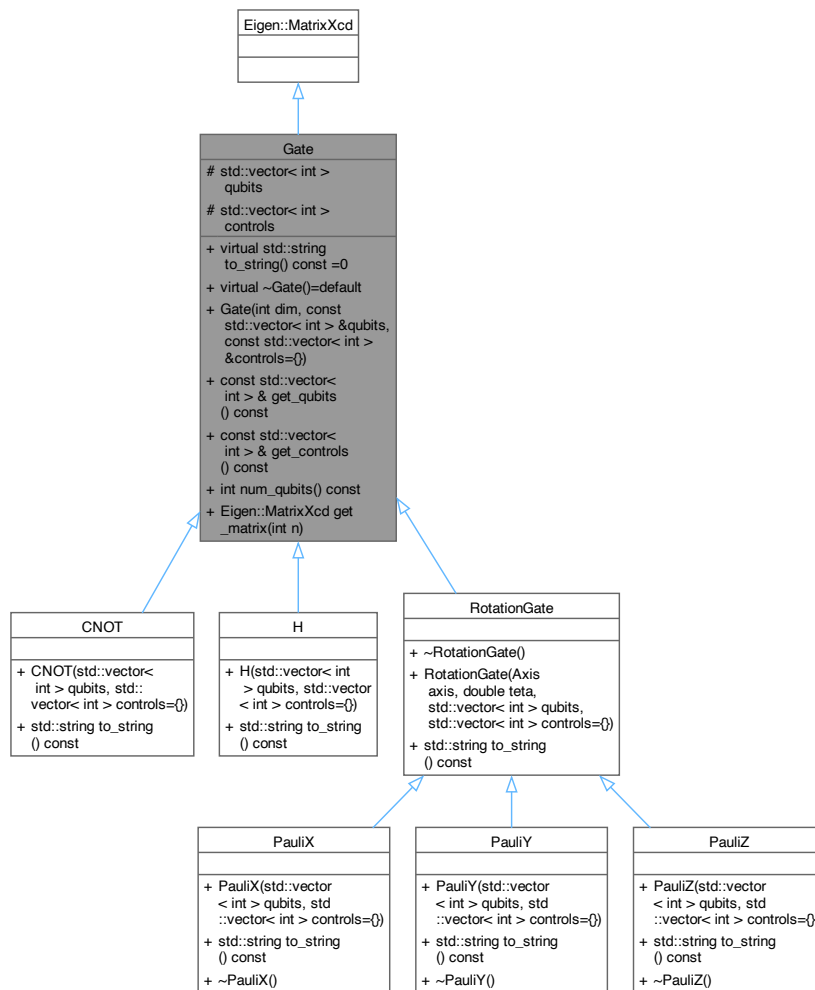 Eigen::MatrixXcd
Gate
# std::vector< int >
qubits
# std::vector< int >
controls
+ virtual std::string
to_string() const =0
+ virtual ~Gate()=default
+ Gate(int dim, const
std::vector< int > &qubits,
const std::vector< int >
&controls={})
+ const std::vector<
int > & get_qubits
() const
+ const std::vector<
int > & get_controls
() const
+ int num_qubits() const
+ Eigen::MatrixXcd get
_matrix(int n)
CNOT
+ CNOT(std::vector<
int > qubits, std::
vector< int > controls={})
+ std::string to_string
() const
H
+ H(std::vector< int
> qubits, std::vector
< int > controls={})
+ std::string to_string
() const
RotationGate
+ ~RotationGate()
+ RotationGate(Axis
axis, double teta,
std::vector< int > qubits,
std::vector< int > controls={})
+ std::string to_string
() const
PauliX
+ PauliX(std::vector
< int > qubits, std
::vector< int > controls={})
+ std::string to_string
() const
+ ~PauliX()
PauliY
+ PauliY(std::vector
< int > qubits, std
::vector< int > controls={})
+ std::string to_string
() const
+ ~PauliY()
PauliZ
+ PauliZ(std::vector
< int > qubits, std
::vector< int > controls={})
+ std::string to_string
() const
+ ~PauliZ()